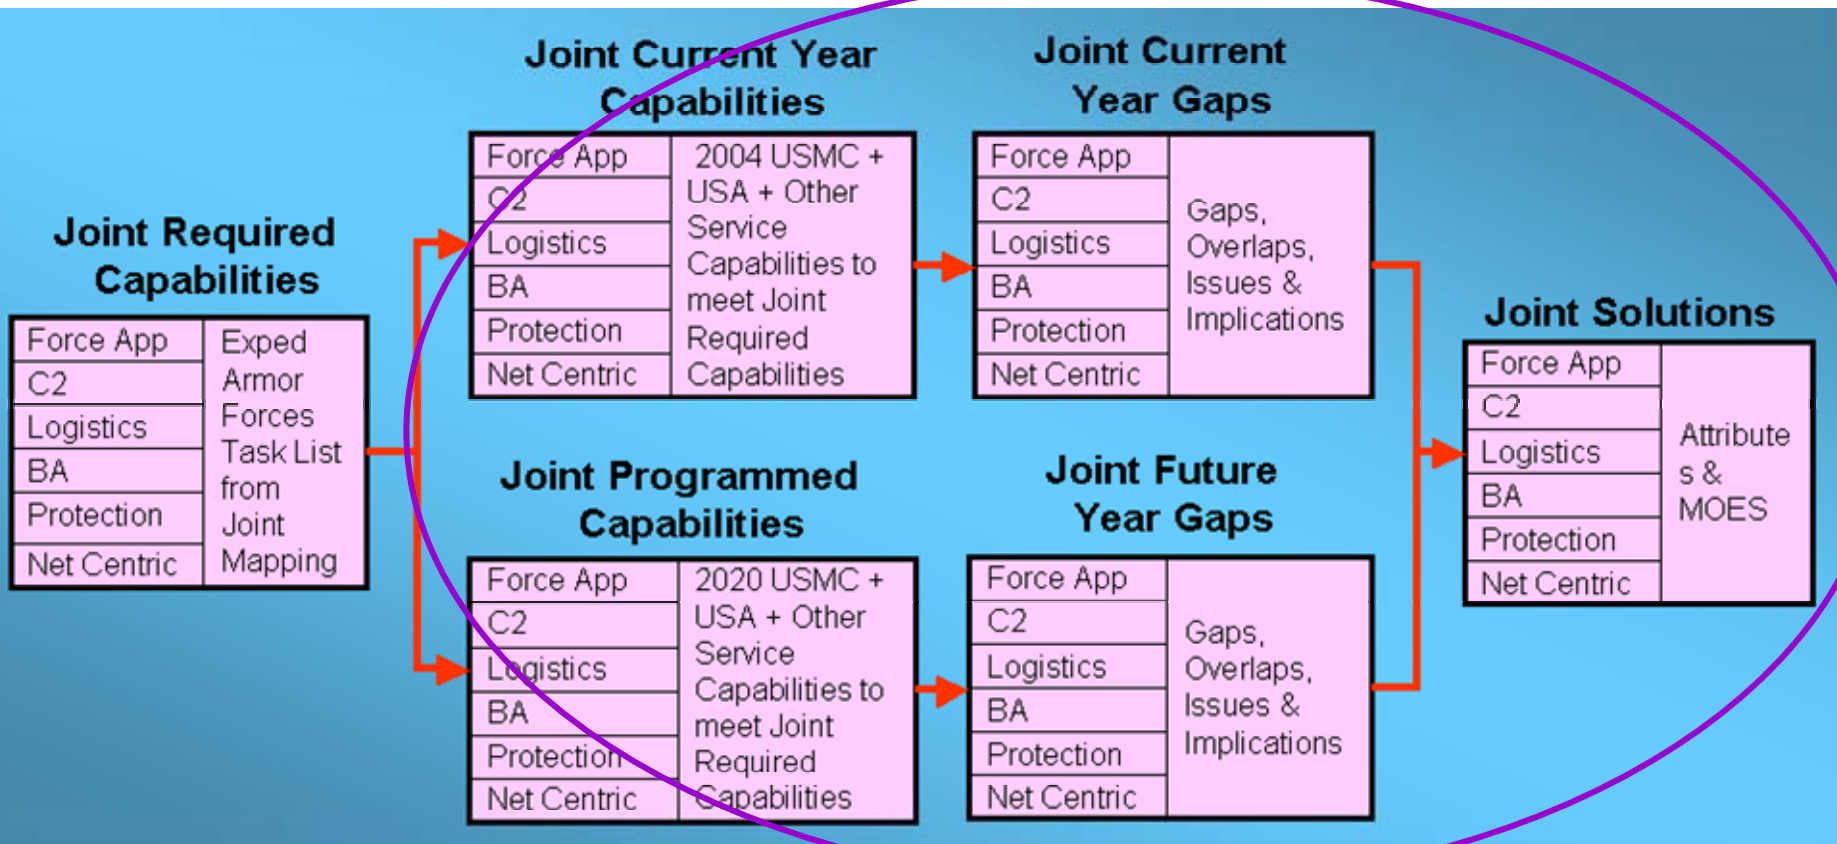 Joint Required
Capabilities
Force App
C2
Logistics
BA
Protection
Net Centric
Exped
Armor
Forces
Task List
from
Joint
Mapping
Joint Current Year
Capabilities
Force App
C2
Logistics
BA
Protection
Net Centric
2004 USMC +
USA + Other
Service
Capabilities to
meet Joint
Required
Capabilities
Joint Current
Year Gaps
Force App
C2
Logistics
BA
Protection
Net Centric
Gaps,
Overlaps,
Issues &
Implications
Joint Programmed
Capabilities
Force App
C2
Logistics
BA
Protection
Net Centric
2020 USMC +
USA + Other
Service
Capabilities to
meet Joint
Required
Capabilities
Joint Future
Year Gaps
Force App
C2
Logistics
BA
Protection
Net Centric
Gaps,
Overlaps,
Issues &
Implications
Joint Solutions
Force App
C2
Logistics
BA
Protection
Net Centric
Attribute
s &
MOES